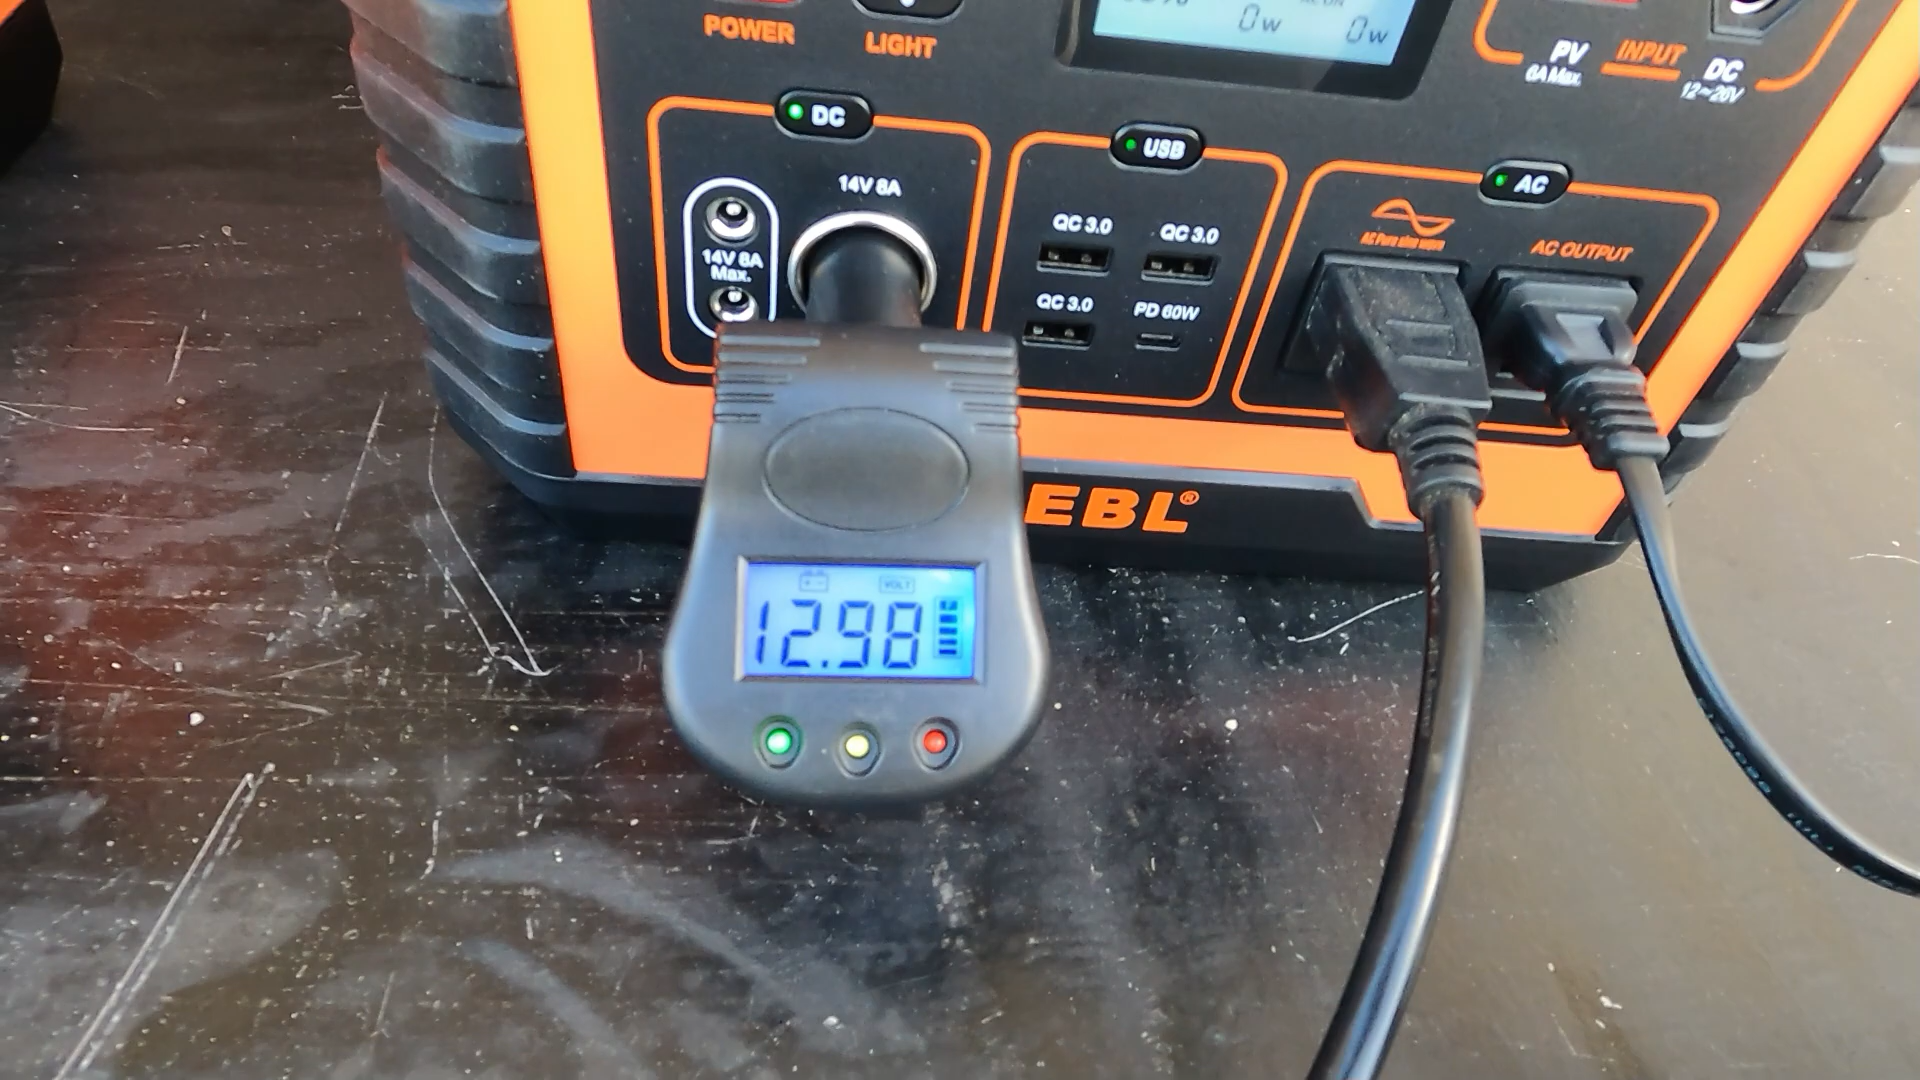 POWER
LIGHT
0w
0w
PV
6A Max.
INPUT
DC
12~26V
DC
14V 8A
14V 8A
Max.
USB
QC 3.0
QC 3.0
QC 3.0
PD 60W
AC
AC Pure sine wave
AC OUTPUT
EBL®
VOLT
12.98